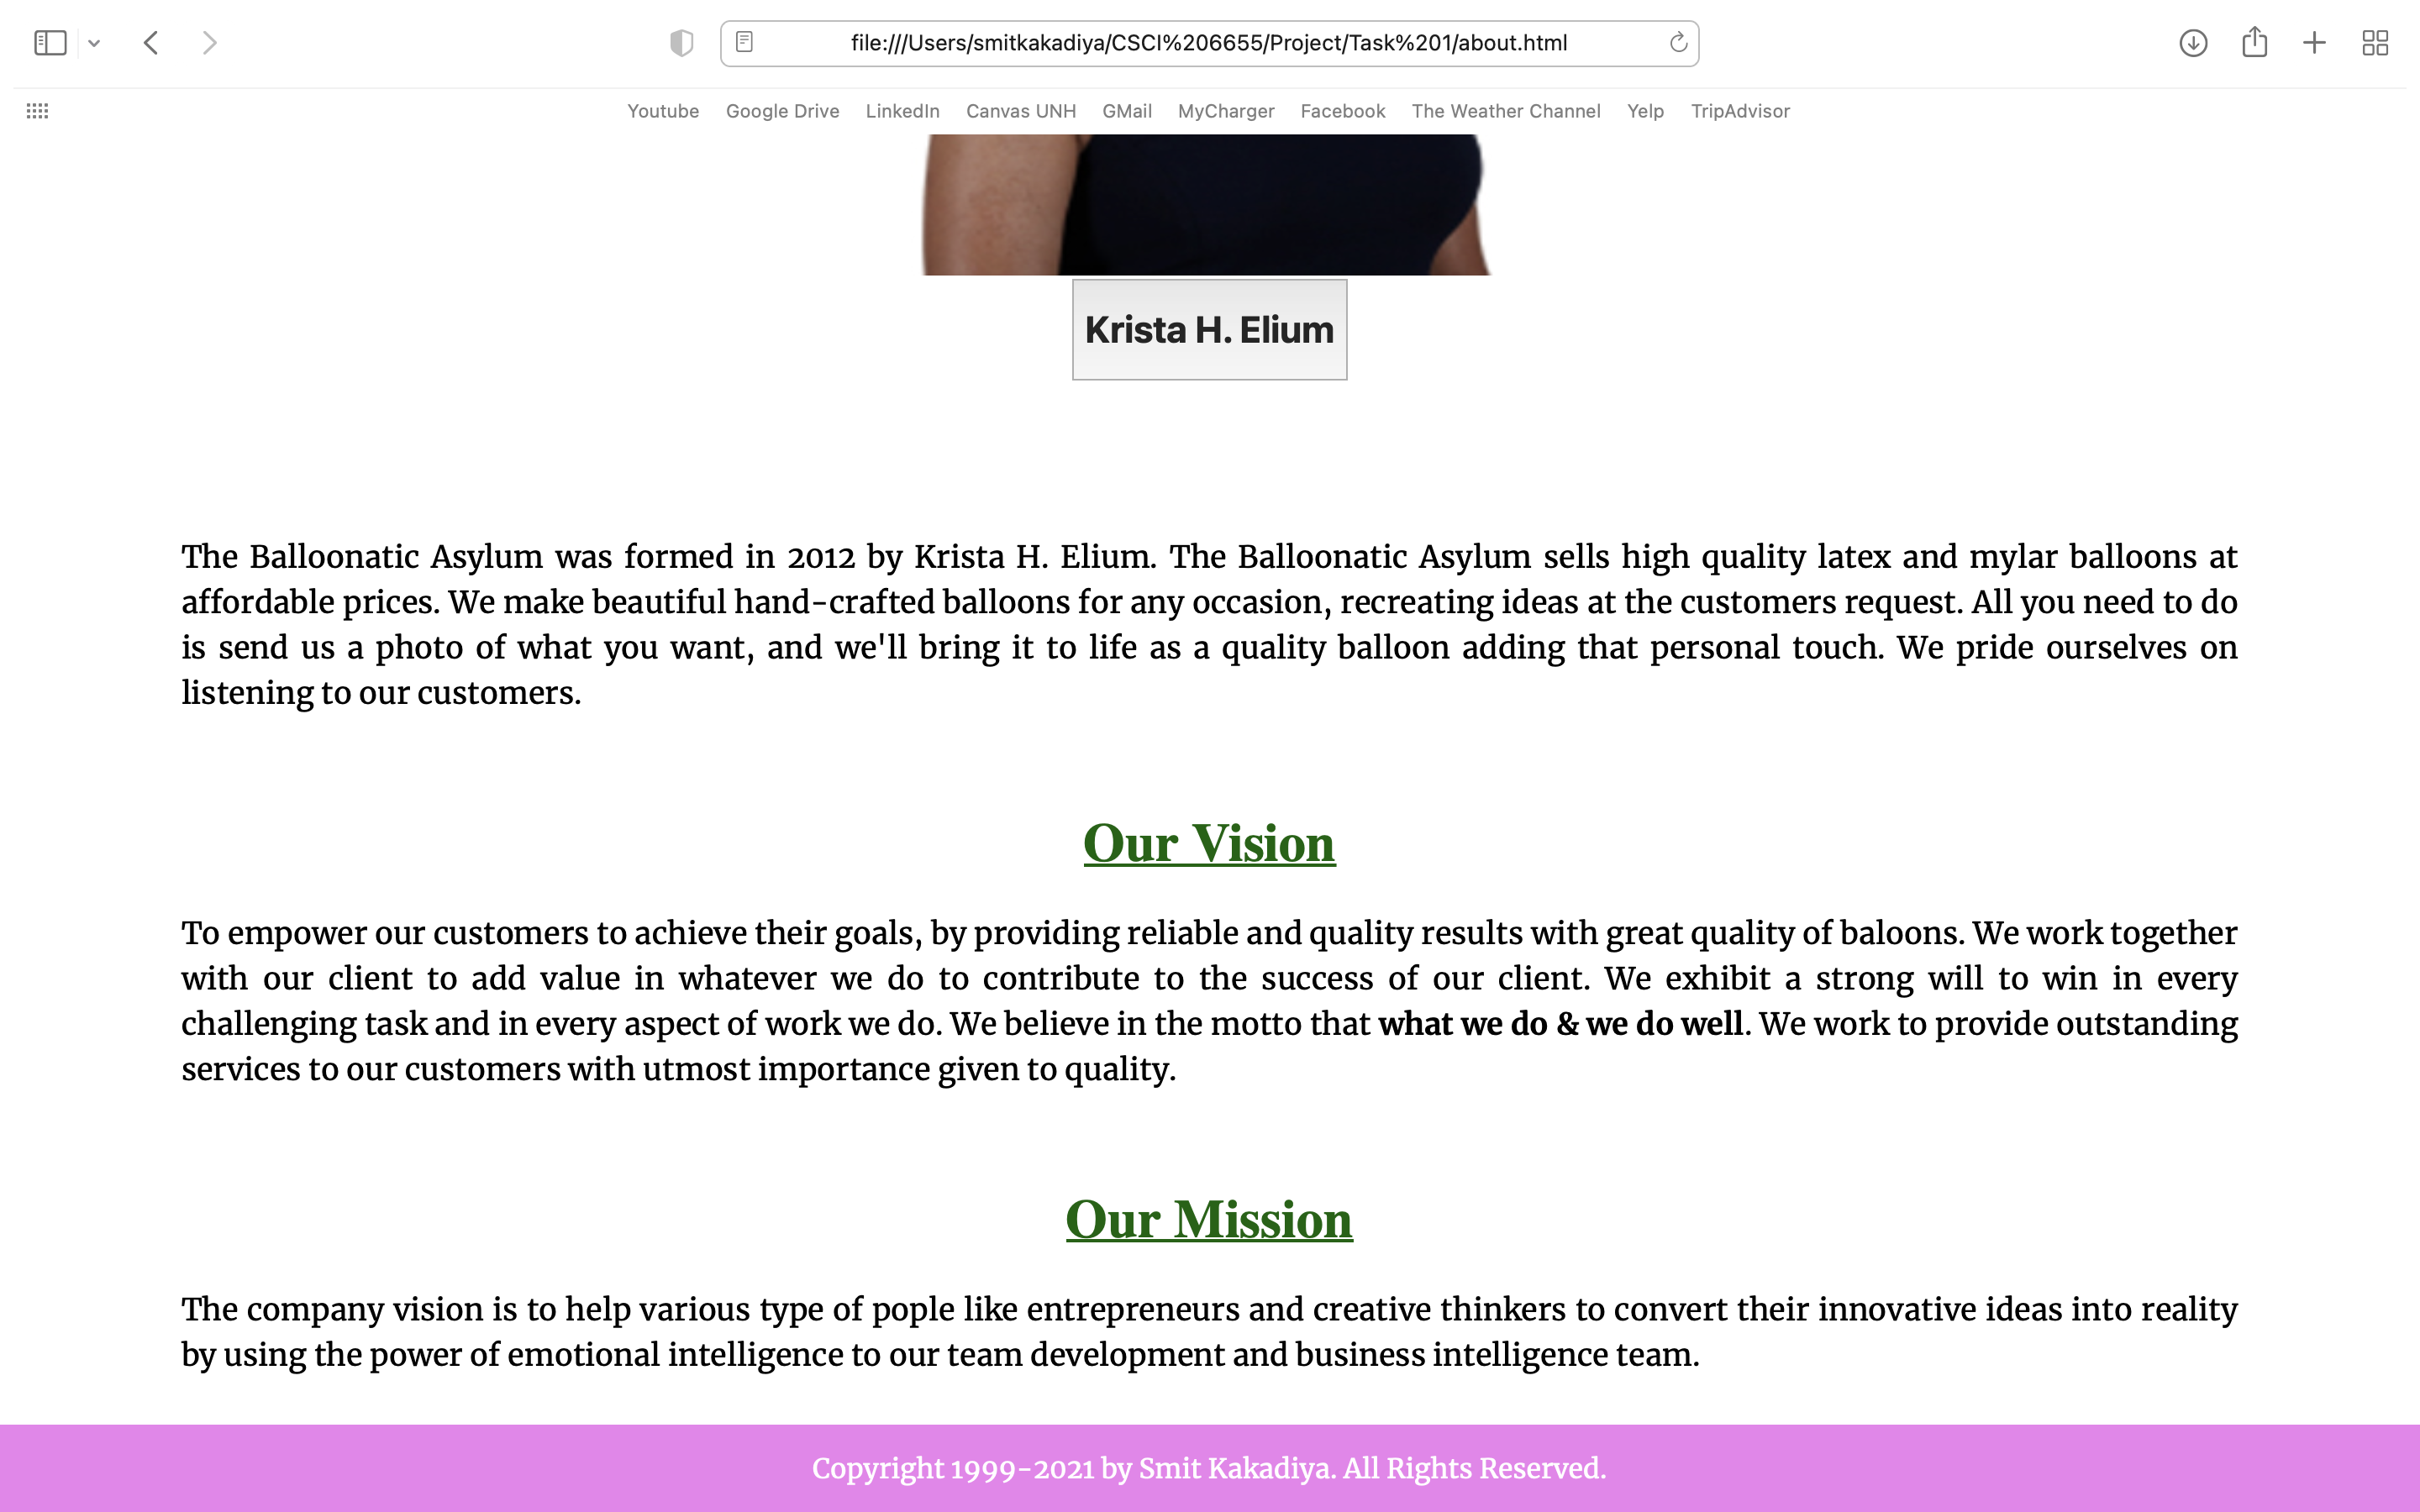 file:///Users/smitkakadiya/CSCI%206655/Project/Task%201/about.html
Youtube Google Drive LinkedIn Canvas UNH GMail MyCharger Facebook The Weather Channel Yelp TripAdvisor
Krista H. Elium
The Balloonatic Asylum was formed in 2012 by Krista H. Elium. The Balloonatic Asylum sells high quality latex and mylar balloons at
affordable prices. We make beautiful hand-crafted balloons for any occasion, recreating ideas at the customers request. All you need to do
is send us a photo of what you want, and we'll bring it to life as a quality balloon adding that personal touch. We pride ourselves on
listening to our customers.
Our Vision
To empower our customers to achieve their goals, by providing reliable and quality results with great quality of baloons. We work together
with our client to add value in whatever we do to contribute to the success of our client. We exhibit a strong will to win in every
challenging task and in every aspect of work we do. We believe in the motto that what we do & we do well. We work to provide outstanding
services to our customers with utmost importance given to quality.
Our Mission
The company vision is to help various type of pople like entrepreneurs and creative thinkers to convert their innovative ideas into reality
by using the power of emotional intelligence to our team development and business intelligence team.
Copyright 1999-2021 by Smit Kakadiya. All Rights Reserved.